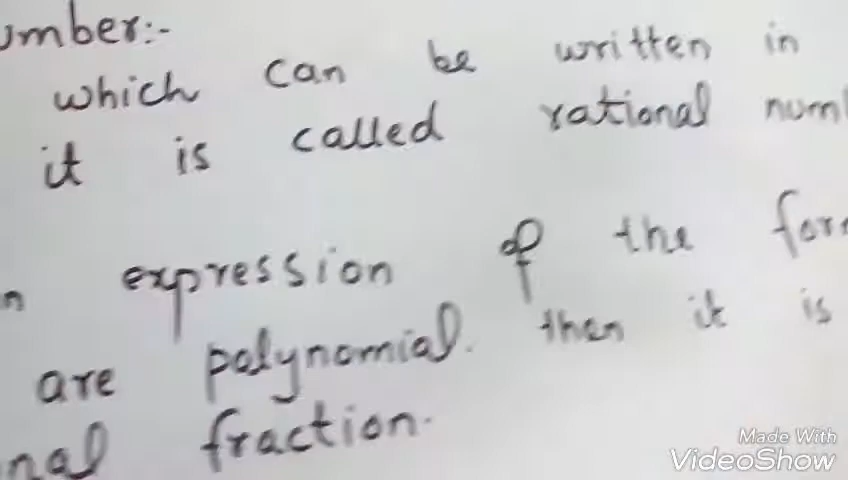 umber:-
which can be written in
it is called rational num
n expression of the for
are polynomial. then it is
nal fraction.
Made With
VideoShow